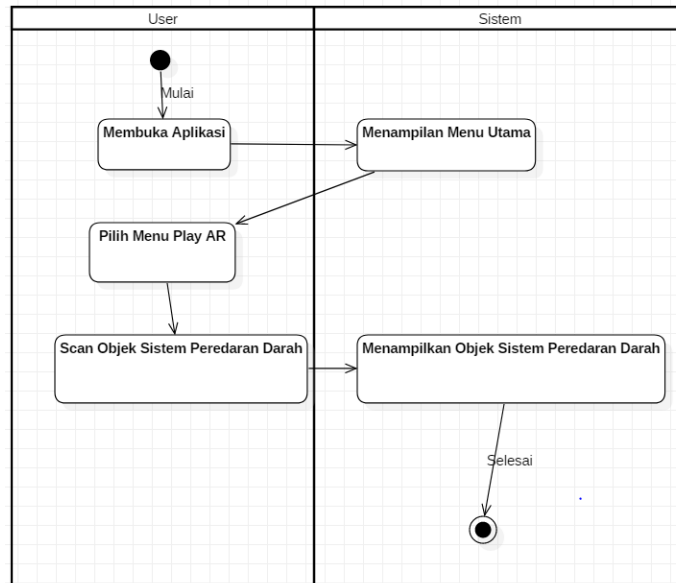 User
Sistem
Mulai
Membuka Aplikasi
Menampilan Menu Utama
Pilih Menu Play AR
Scan Objek Sistem Peredaran Darah
Menampilkan Objek Sistem Peredaran Darah
Selesai